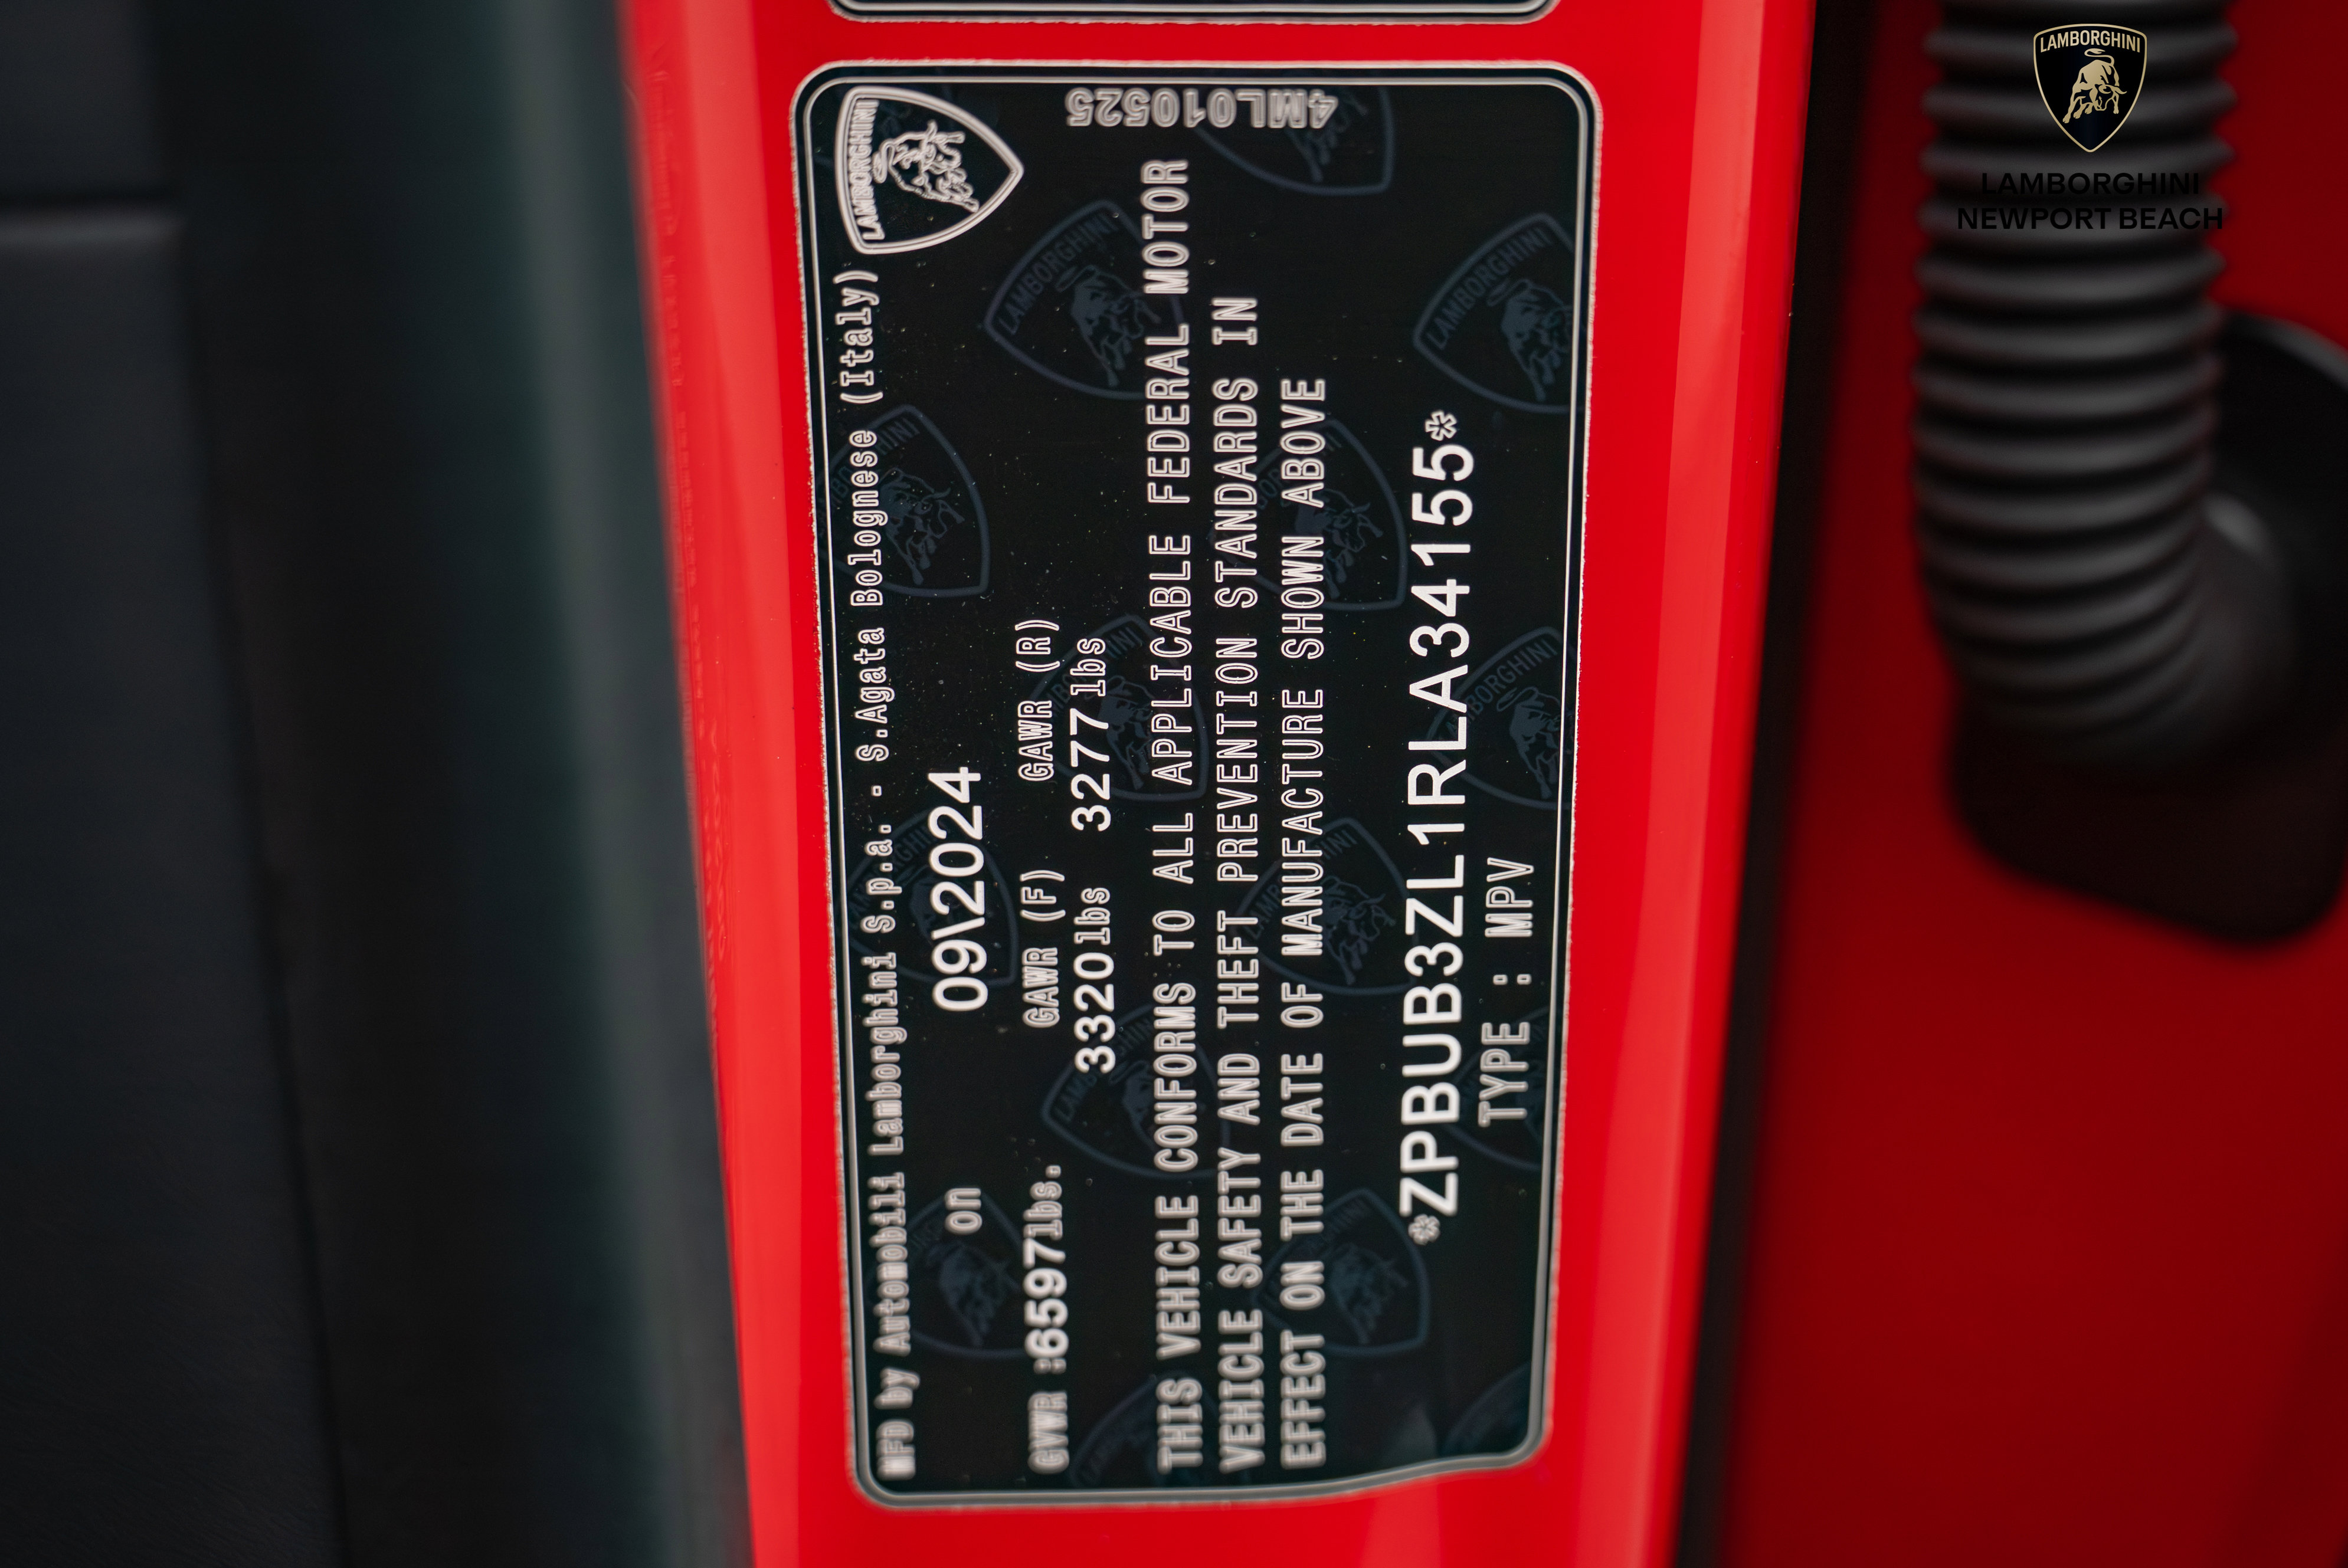 LAMBORGHINI
LAMBORGHINI
NEWPORT BEACH
LAMBORGHINI
4ML010525
MFD by Automobili Lamborghini S.p.a. - S.Agata Bolognese (Italy)
on 09\2024
GVWR :6597lbs. GAWR (F) GAWR (R)
3320lbs 3277lbs
THIS VEHICLE CONFORMS TO ALL APPLICABLE FEDERAL MOTOR
VEHICLE SAFETY AND THEFT PREVENTION STANDARDS IN
EFFECT ON THE DATE OF MANUFACTURE SHOWN ABOVE
*ZPBUB3ZL1RLA34155*
TYPE : MPV